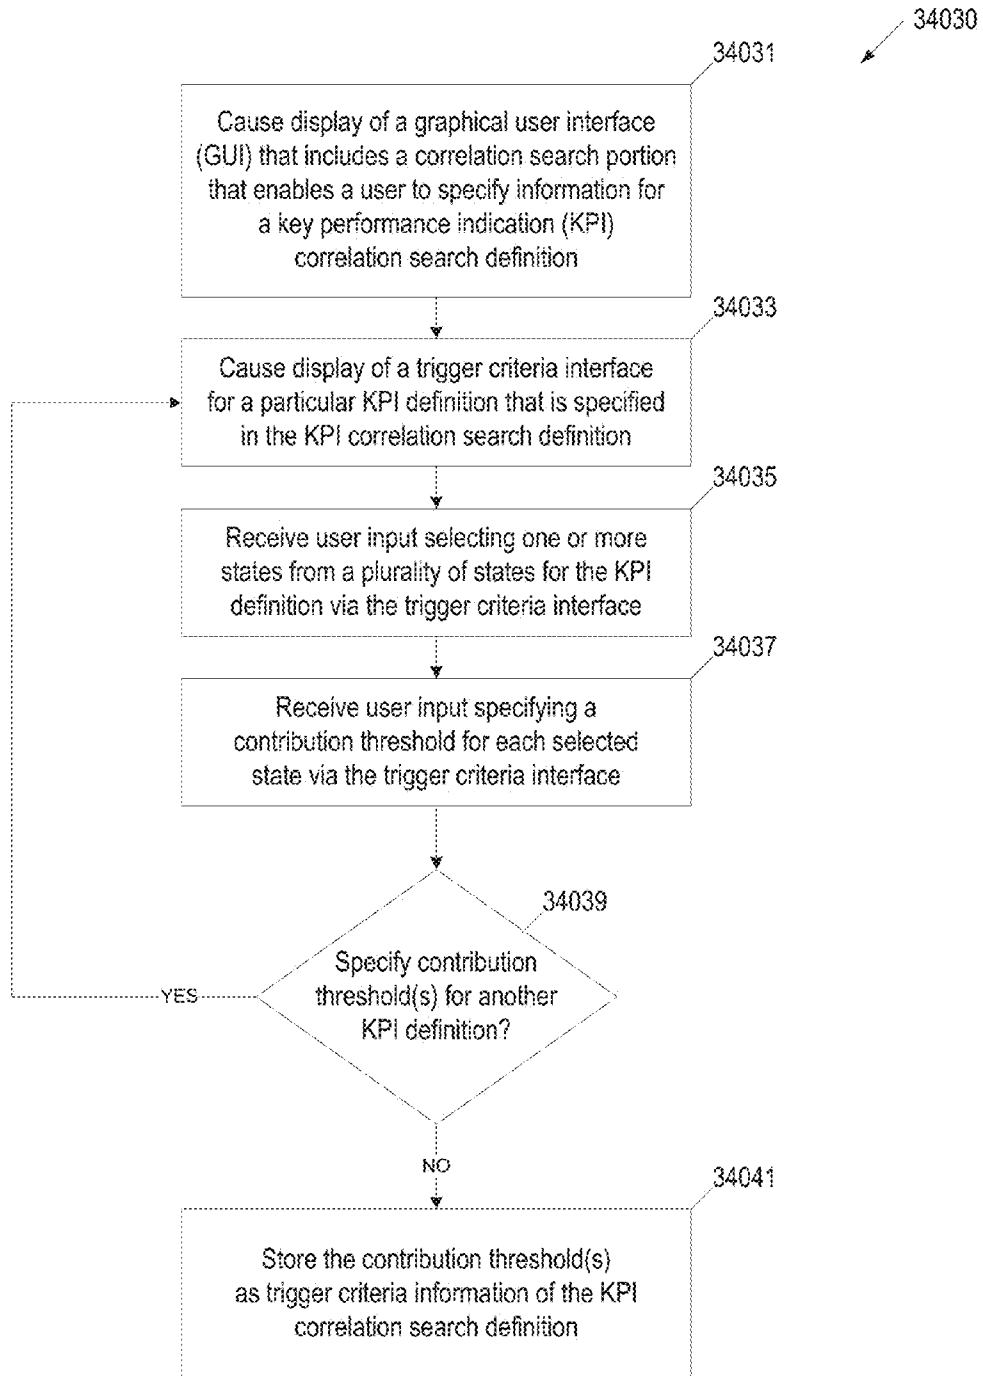 34030
34031
Cause display of a graphical user interface
(GUI) that includes a correlation search portion
that enables a user to specify information for
a key performance indication (KPI)
correlation search definition
34033
Cause display of a trigger criteria interface
for a particular KPI definition that is specified
in the KPI correlation search definition
34035
Receive user input selecting one or more
states from a plurality of states for the KPI
definition via the trigger criteria interface
34037
Receive user input specifying a
contribution threshold for each selected
state via the trigger criteria interface
34039
Specify contribution
threshold(s) for another
KPI definition?
YES
NO
34041
Store the contribution threshold(s)
as trigger criteria information of the KPI
correlation search definition